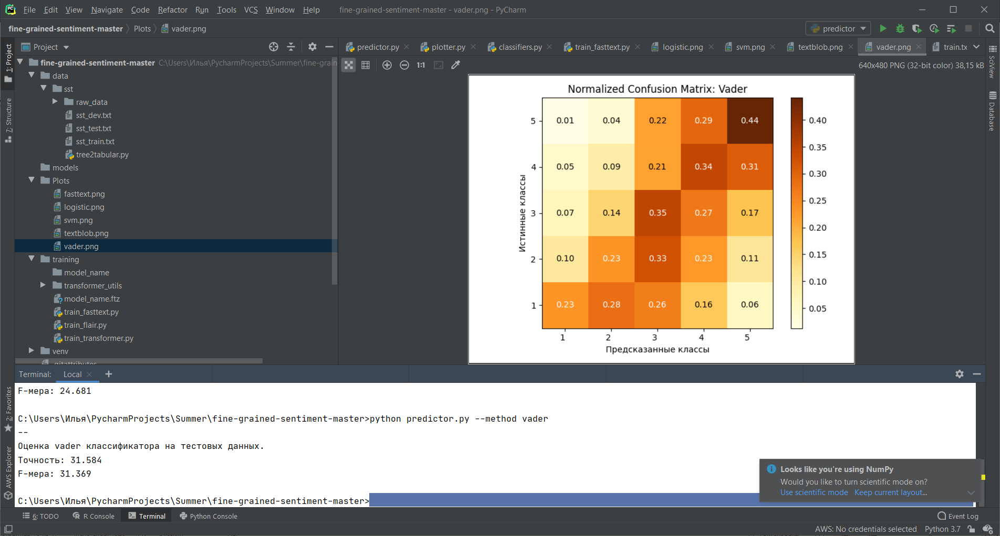 File Edit View Navigate Code Refactor Run Tools VCS Window Help fine-grained-sentiment-master - vader.png - PyCharm
fine-grained-sentiment-master Plots vader.png predictor
Project
predictor.py plotter.py classifiers.py train_fasttext.py logistic.png svm.png textblob.png vader.png train.tx
1: Project
7: Structure
2: Favorites
AWS Explorer
SciView
Database
fine-grained-sentiment-master C:\Users\Илья\PycharmProjects\Summer\fine-grain
data
sst
raw_data
sst_dev.txt
sst_test.txt
sst_train.txt
tree2tabular.py
models
Plots
fasttext.png
logistic.png
svm.png
textblob.png
vader.png
training
model_name
transformer_utils
model_name.ftz
train_fasttext.py
train_flair.py
train_transformer.py
venv
.gitattributes
1:1 640x480 PNG (32-bit color) 38,15 kB
Normalized Confusion Matrix: Vader
5 0.01 0.04 0.22 0.29 0.44
4 0.05 0.09 0.21 0.34 0.31
3 0.07 0.14 0.35 0.27 0.17
2 0.10 0.23 0.33 0.23 0.11
1 0.23 0.28 0.26 0.16 0.06
1 2 3 4 5
Истинные классы
Предсказанные классы
0.40
0.35
0.30
0.25
0.20
0.15
0.10
0.05
Terminal: Local
F-мера: 24.681
C:\Users\Илья\PycharmProjects\Summer\fine-grained-sentiment-master>python predictor.py --method vader
--
Оценка vader классификатора на тестовых данных.
Точность: 31.584
F-мера: 31.369
C:\Users\Илья\PycharmProjects\Summer\fine-grained-sentiment-master>
Looks like you're using NumPy
Would you like to turn scientific mode on?
Use scientific mode Keep current layout...
6: TODO R Console Terminal Python Console Event Log
AWS: No credentials selected Python 3.7